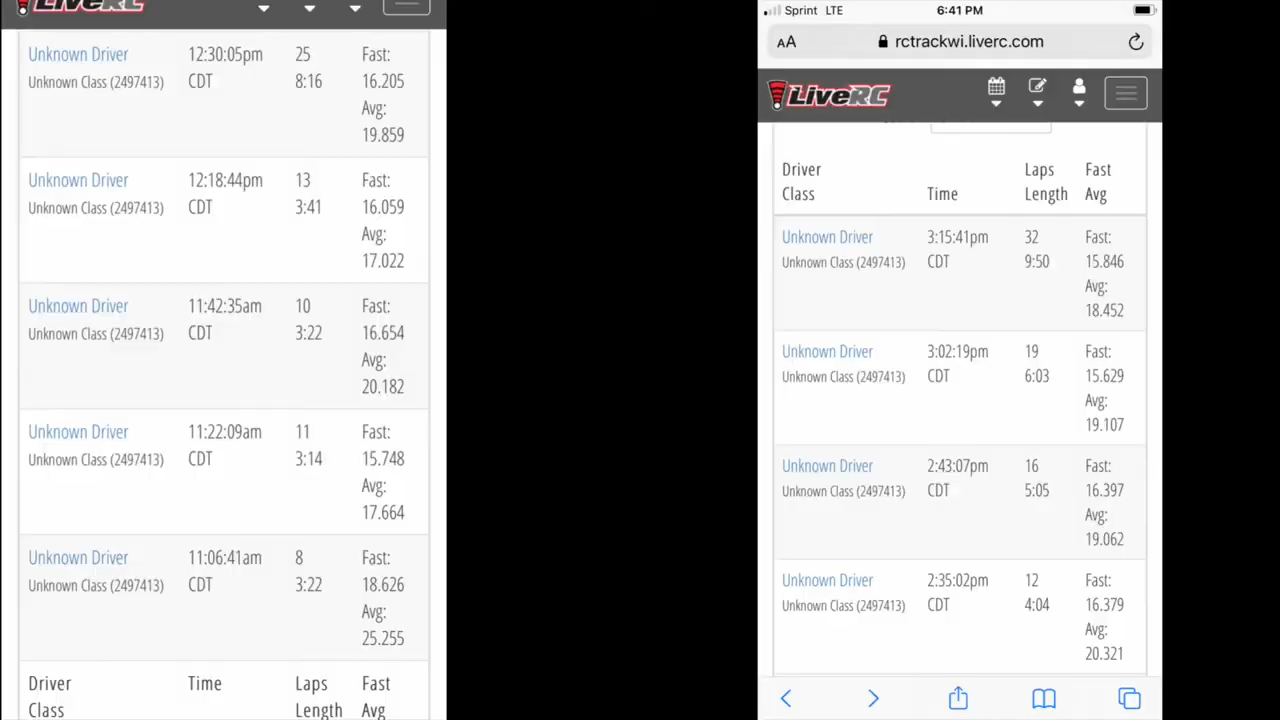 LiveRC
Unknown Driver 12:30:05pm 25 Fast:
Unknown Class (2497413) CDT 8:16 16.205
Avg:
19.859
Unknown Driver 12:18:44pm 13 Fast:
Unknown Class (2497413) CDT 3:41 16.059
Avg:
17.022
Unknown Driver 11:42:35am 10 Fast:
Unknown Class (2497413) CDT 3:22 16.654
Avg:
20.182
Unknown Driver 11:22:09am 11 Fast:
Unknown Class (2497413) CDT 3:14 15.748
Avg:
17.664
Unknown Driver 11:06:41am 8 Fast:
Unknown Class (2497413) CDT 3:22 18.626
Avg:
25.255
Driver Time Laps Fast
Class Length Avg
Sprint LTE 6:41 PM
AA rctrackwi.liverc.com
LiveRC
Driver Laps Fast
Class Time Length Avg
Unknown Driver 3:15:41pm 32 Fast:
Unknown Class (2497413) CDT 9:50 15.846
Avg:
18.452
Unknown Driver 3:02:19pm 19 Fast:
Unknown Class (2497413) CDT 6:03 15.629
Avg:
19.107
Unknown Driver 2:43:07pm 16 Fast:
Unknown Class (2497413) CDT 5:05 16.397
Avg:
19.062
Unknown Driver 2:35:02pm 12 Fast:
Unknown Class (2497413) CDT 4:04 16.379
Avg:
20.321